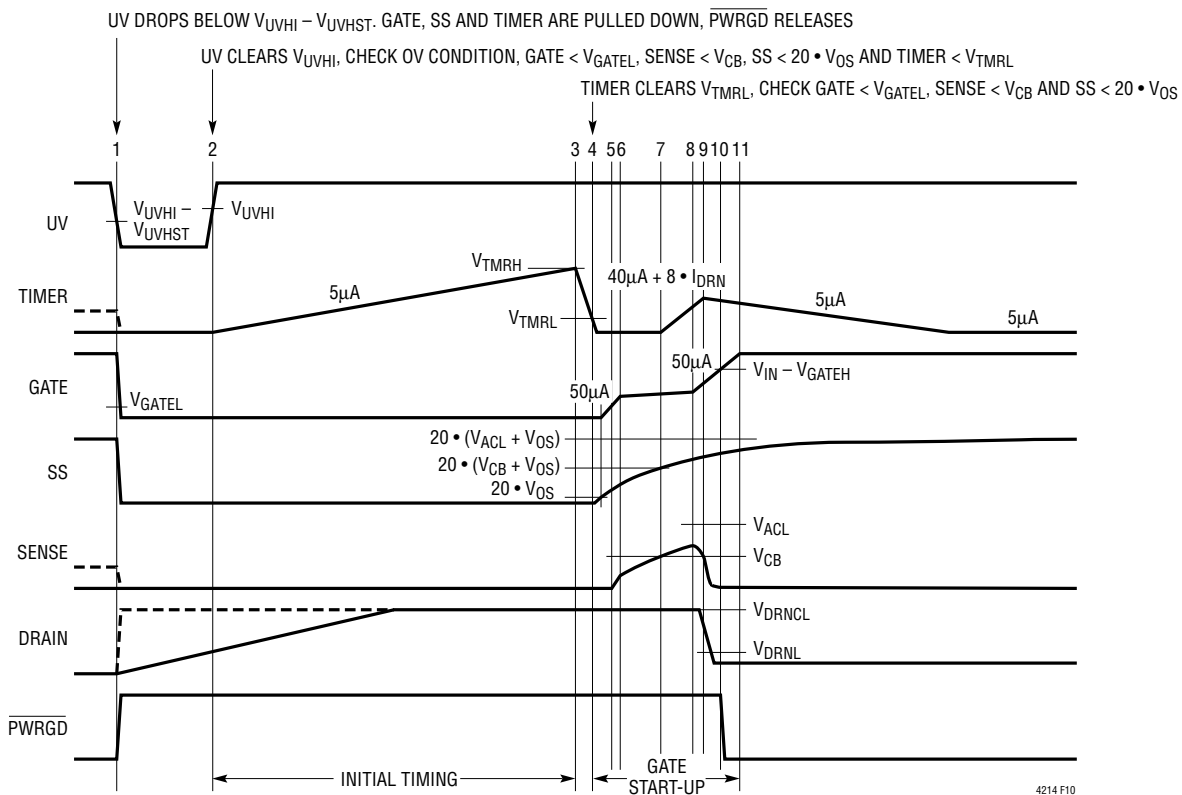 UV DROPS BELOW VUVHI – VUVHST. GATE, SS AND TIMER ARE PULLED DOWN, PWRGD RELEASES
UV CLEARS VUVHI, CHECK OV CONDITION, GATE < VGATEL, SENSE < VCB, SS < 20 • VOS AND TIMER < VTMRL
TIMER CLEARS VTMRL, CHECK GATE < VGATEL, SENSE < VCB AND SS < 20 • VOS
1 2 3 4 5 6 7 8 9 10 11
UV
VUVHI –
VUVHST
VUVHI
TIMER
5µA
VTMRH
VTMRL
40µA + 8 • IDRN
5µA
5µA
GATE
VGATEL
50µA
50µA
VIN – VGATEH
SS
20 • (VACL + VOS)
20 • (VCB + VOS)
20 • VOS
SENSE
VACL
VCB
DRAIN
VDRNCL
VDRNL
PWRGD
INITIAL TIMING
GATE
START-UP
4214 F10